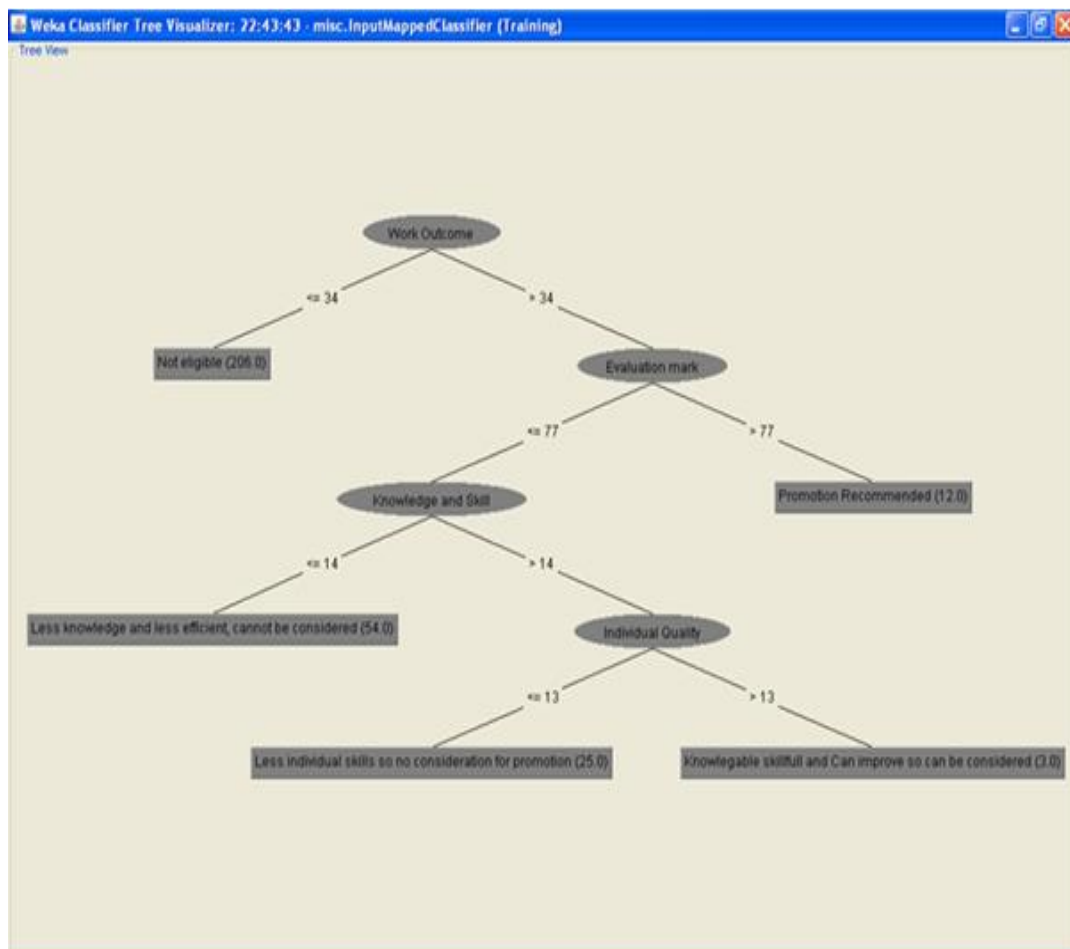 Weka Classifier Tree Visualizer: 22:43:43 - misc.InputMappedClassifier (Training)
Tree View
Work Outcome
<= 34
> 34
Not eligible (206.0)
Evaluation mark
<= 77
> 77
Knowledge and Skill
Promotion Recommended (12.0)
<= 14
> 14
Less knowledge and less efficient, cannot be considered (54.0)
Individual Quality
<= 13
> 13
Less individual skills so no consideration for promotion (25.0)
Knowlegable skillfull and Can improve so can be considered (3.0)